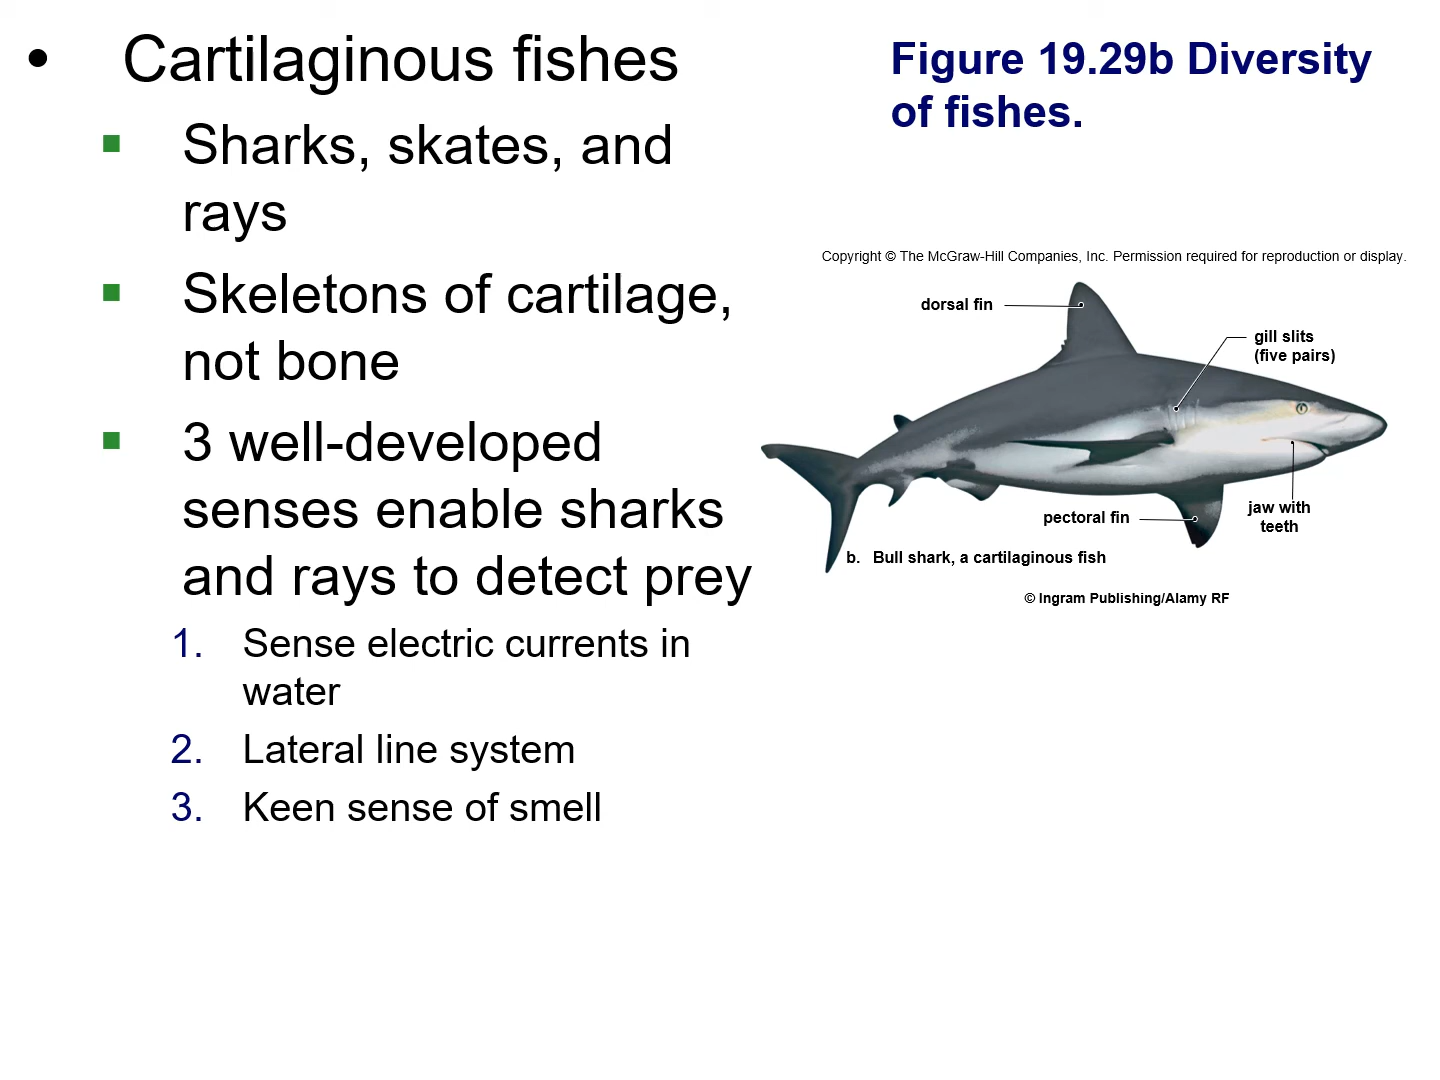 • Cartilaginous fishes
▪ Sharks, skates, and
rays
▪ Skeletons of cartilage,
not bone
▪ 3 well-developed
senses enable sharks
and rays to detect prey
1. Sense electric currents in
water
2. Lateral line system
3. Keen sense of smell
Figure 19.29b Diversity
of fishes.
Copyright © The McGraw-Hill Companies, Inc. Permission required for reproduction or display.
dorsal fin
gill slits
(five pairs)
pectoral fin
jaw with
teeth
b. Bull shark, a cartilaginous fish
© Ingram Publishing/Alamy RF